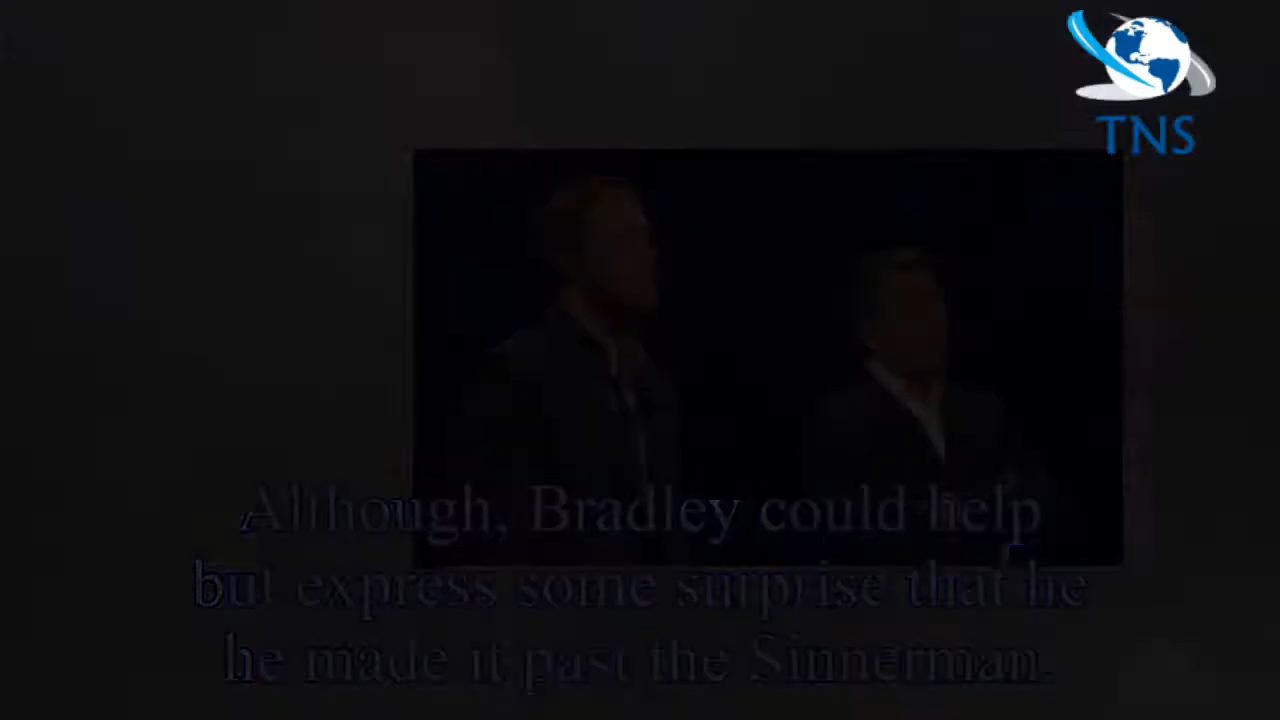 TNS
Although, Bradley could help
but express some surprise that he
he made it past the Sinnerman.